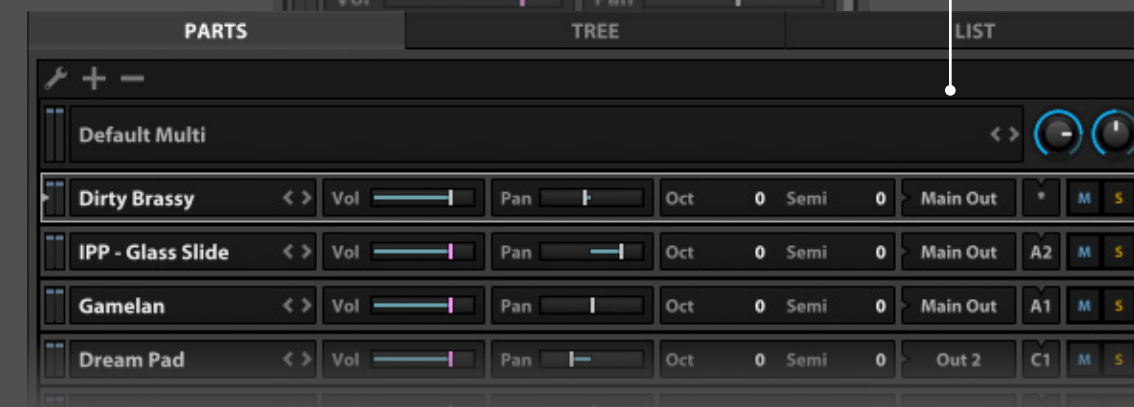 Vol Pan
PARTS TREE LIST
Default Multi
Dirty Brassy Vol Pan Oct 0 Semi 0 Main Out * M S
IPP - Glass Slide Vol Pan Oct 0 Semi 0 Main Out A2 M S
Gamelan Vol Pan Oct 0 Semi 0 Main Out A1 M S
Dream Pad Vol Pan Oct 0 Semi 0 Out 2 C1 M S